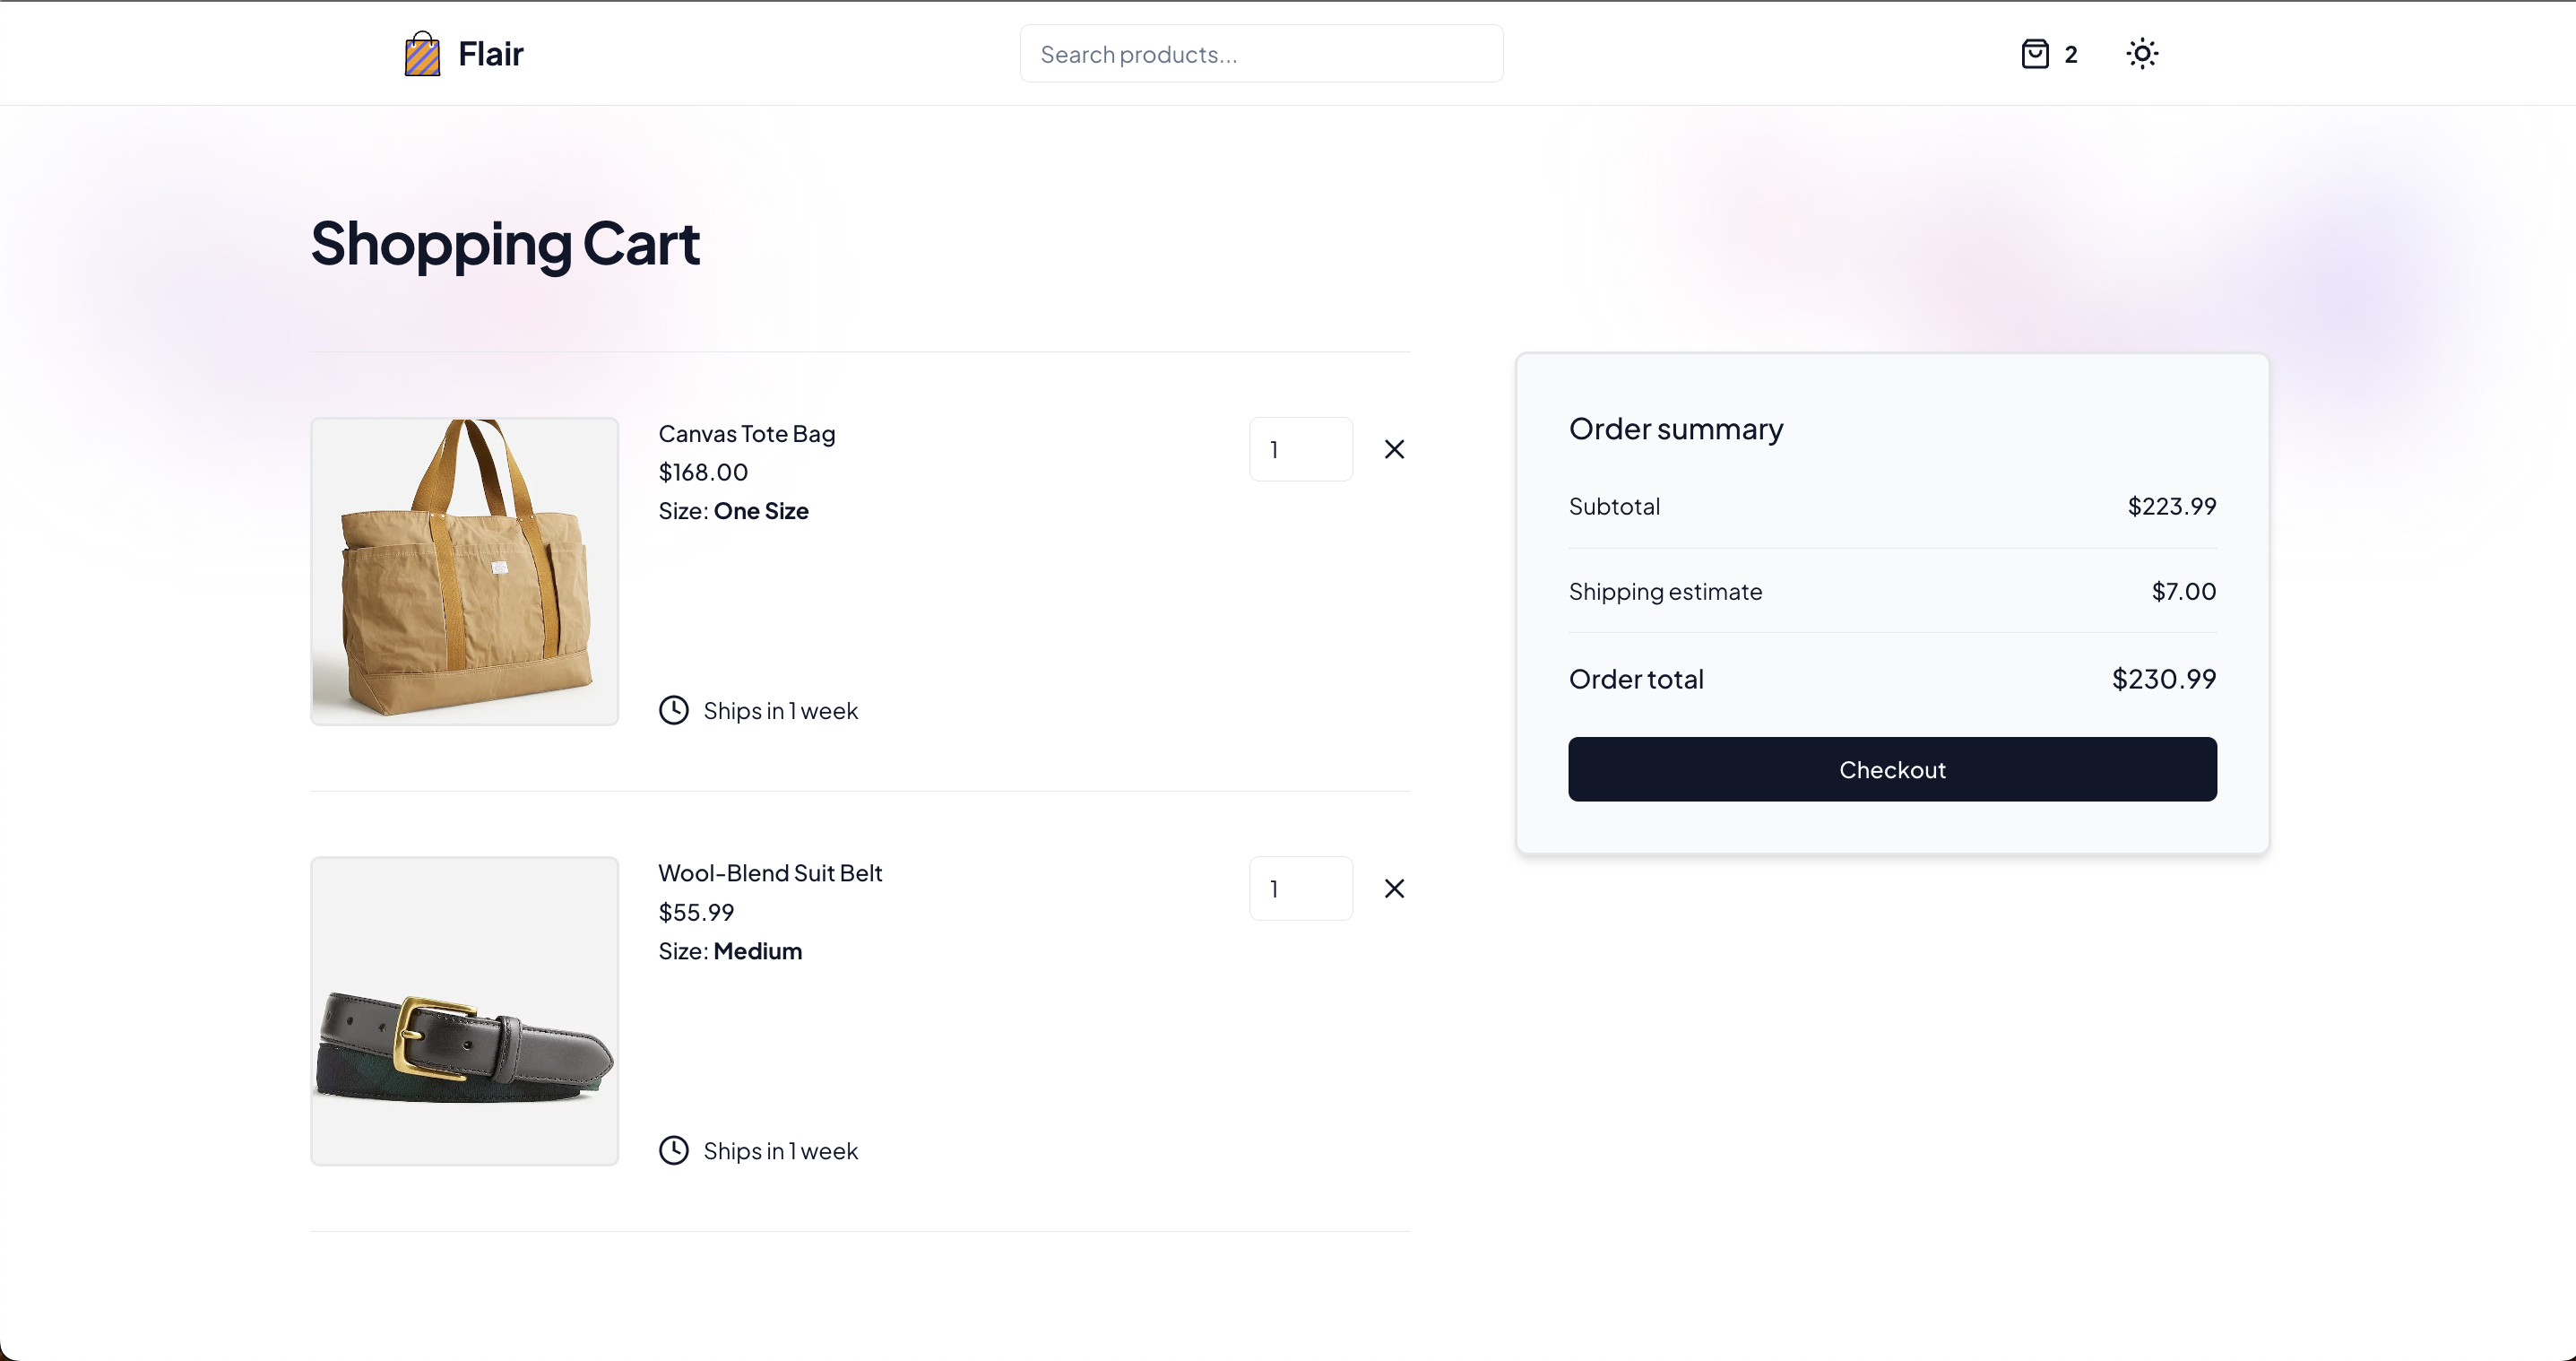 Flair
Search products...
2
Shopping Cart
Canvas Tote Bag
$168.00
Size: One Size
1
Ships in 1 week
Wool-Blend Suit Belt
$55.99
Size: Medium
1
Ships in 1 week
Order summary
Subtotal $223.99
Shipping estimate $7.00
Order total $230.99
Checkout